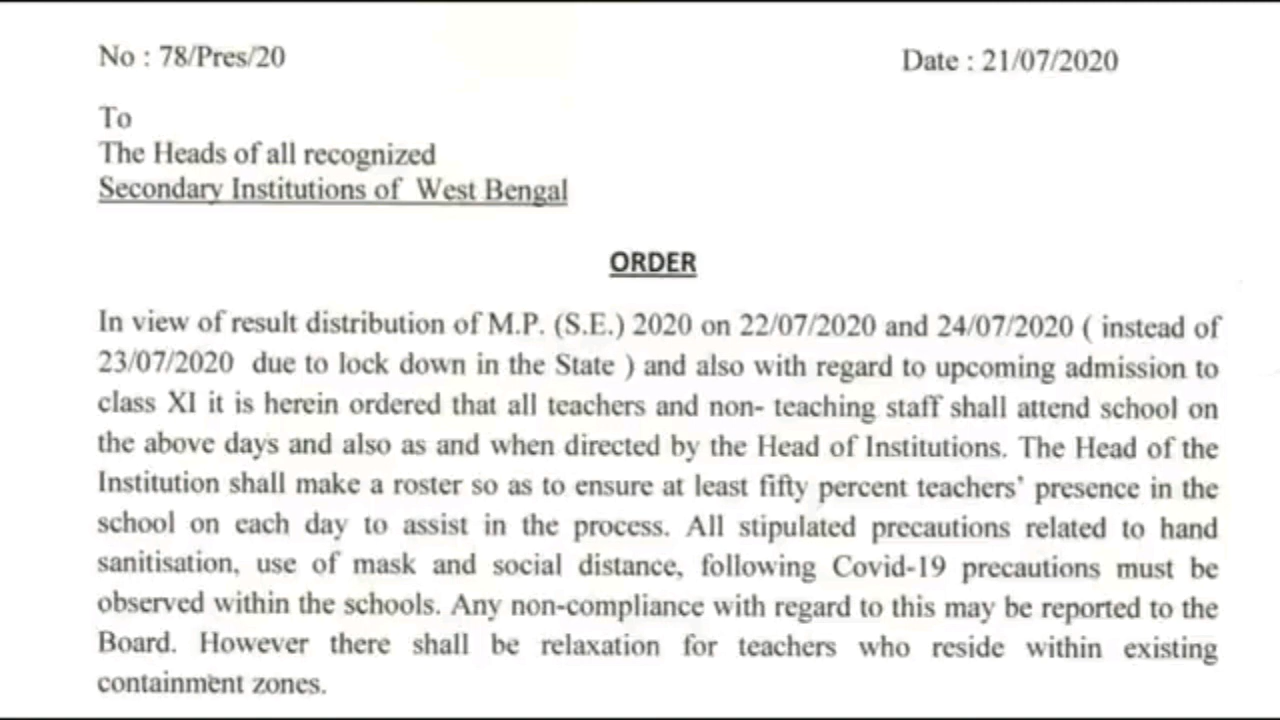 No : 78/Pres/20
Date : 21/07/2020
To
The Heads of all recognized
Secondary Institutions of West Bengal
ORDER
In view of result distribution of M.P. (S.E.) 2020 on 22/07/2020 and 24/07/2020 ( instead of
23/07/2020 due to lock down in the State ) and also with regard to upcoming admission to
class XI it is herein ordered that all teachers and non- teaching staff shall attend school on
the above days and also as and when directed by the Head of Institutions. The Head of the
Institution shall make a roster so as to ensure at least fifty percent teachers' presence in the
school on each day to assist in the process. All stipulated precautions related to hand
sanitisation, use of mask and social distance, following Covid-19 precautions must be
observed within the schools. Any non-compliance with regard to this may be reported to the
Board. However there shall be relaxation for teachers who reside within existing
containment zones.